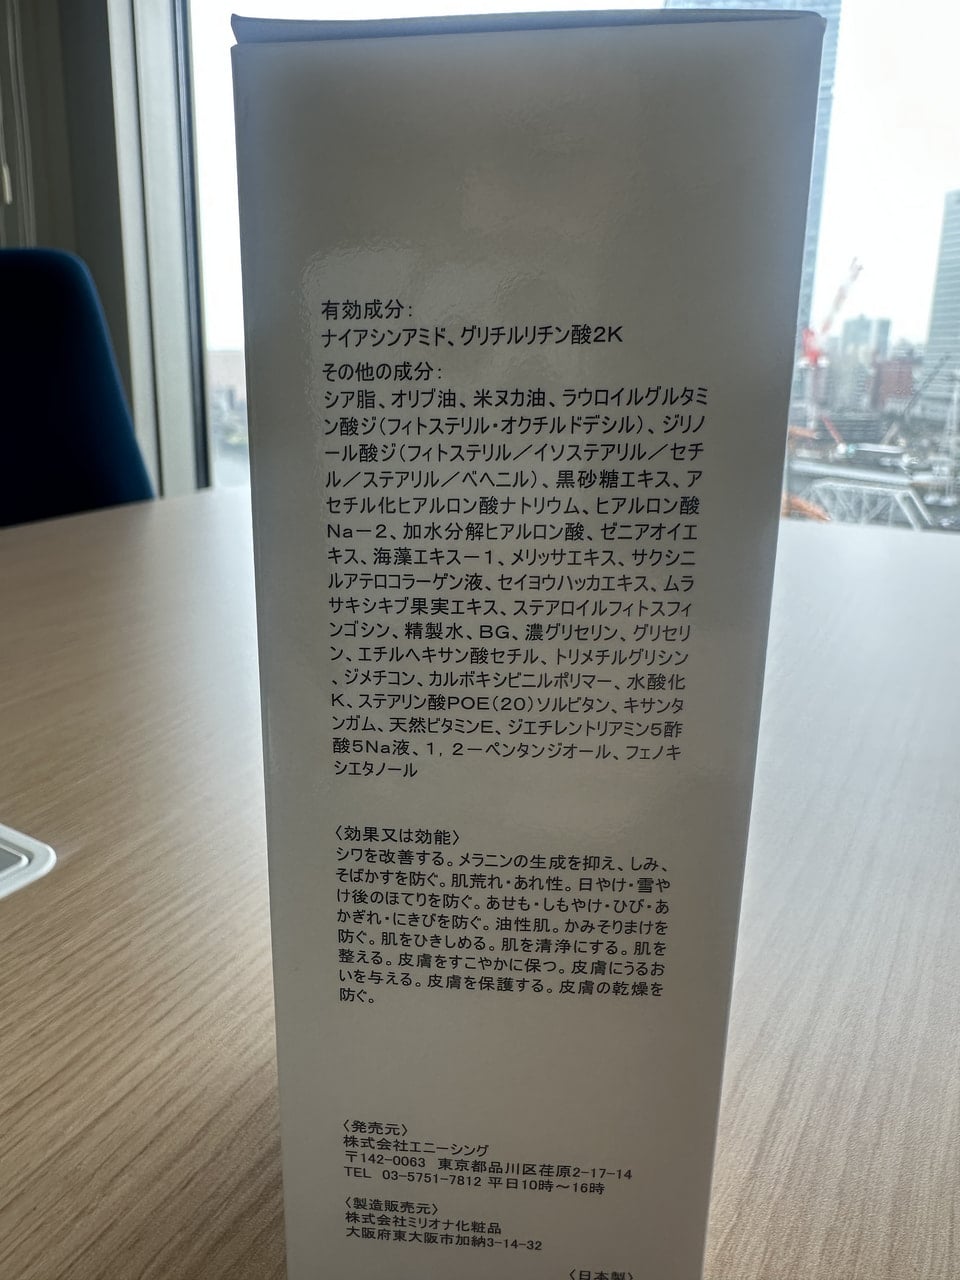 有効成分：
ナイアシンアミド、グリチルリチン酸2K
その他の成分：
シア脂、オリブ油、米ヌカ油、ラウロイルグルタミ
ン酸ジ（フィトステリル・オクチルドデシル）、ジリノ
ール酸ジ（フィトステリル／イソステアリル／セチ
ル／ステアリル／ベヘニル）、黒砂糖エキス、ア
セチル化ヒアルロン酸ナトリウム、ヒアルロン酸
Na－2、加水分解ヒアルロン酸、ゼニアオイエ
キス、海藻エキス－1、メリッサエキス、サクシニ
ルアテロコラーゲン液、セイヨウハッカエキス、ムラ
サキシキブ果実エキス、ステアロイルフィトスフィ
ンゴシン、精製水、BG、濃グリセリン、グリセリ
ン、エチルヘキサン酸セチル、トリメチルグリシン
、ジメチコン、カルボキシビニルポリマー、水酸化
K、ステアリン酸POE（20）ソルビタン、キサンタ
ンガム、天然ビタミンE、ジエチレントリアミン5酢
酸5Na液、1，2－ペンタンジオール、フェノキ
シエタノール
〈効果又は効能〉
シワを改善する。メラニンの生成を抑え、しみ、
そばかすを防ぐ。肌荒れ・あれ性。日やけ・雪や
け後のほてりを防ぐ。あせも・しもやけ・ひび・あ
かぎれ・にきびを防ぐ。油性肌。かみそりまけを
防ぐ。肌をひきしめる。肌を清浄にする。肌を
整える。皮膚をすこやかに保つ。皮膚にうるお
いを与える。皮膚を保護する。皮膚の乾燥を
防ぐ。
〈発売元〉
株式会社エニーシング
〒142-0063 東京都品川区荏原2-17-14
TEL 03-5751-7812 平日10時～16時
〈製造販売元〉
株式会社ミリオナ化粧品
大阪府東大阪市加納3-14-32
〈日本製〉